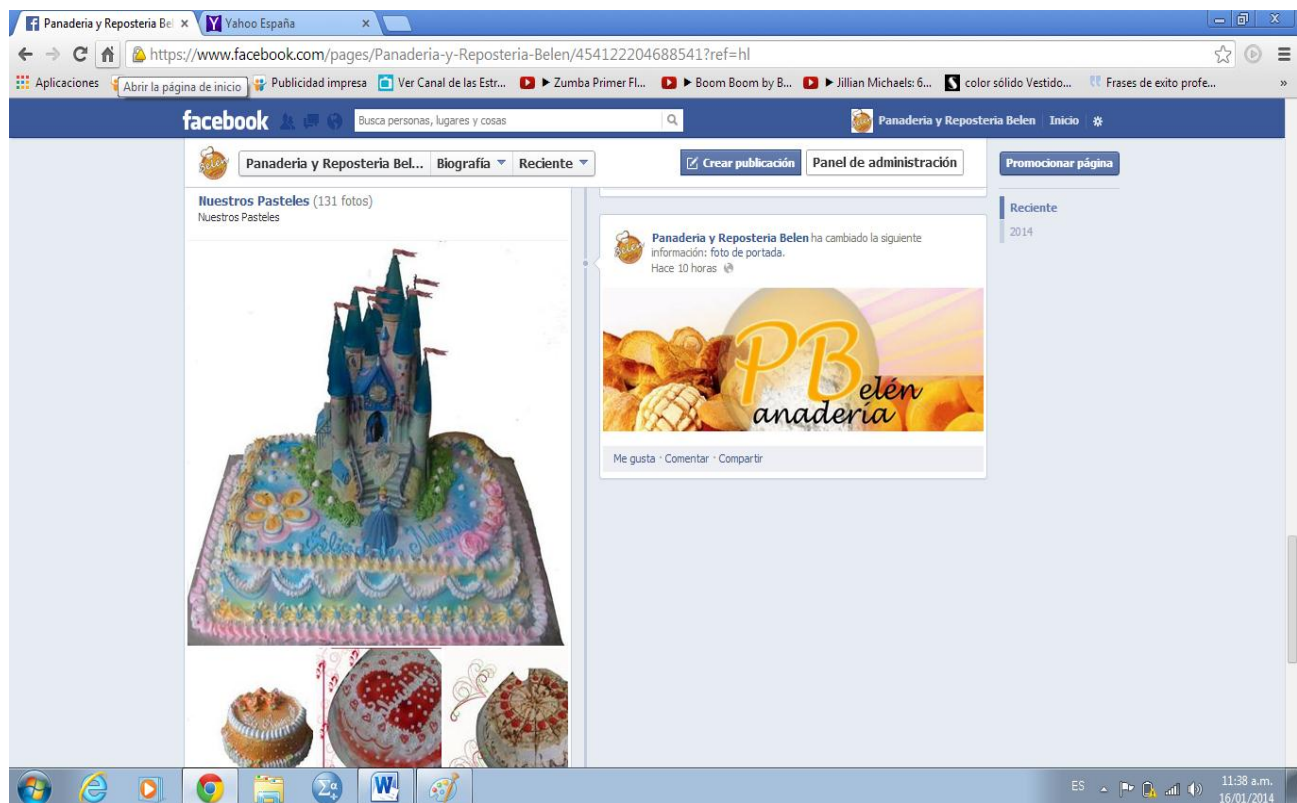 Panaderia y Reposteria Be
Yahoo España
https://www.facebook.com/pages/Panaderia-y-Reposteria-Belen/454122204688541?ref=hl
Aplicaciones
Publicidad impresa
Ver Canal de las Estr...
► Zumba Primer Fl...
► Boom Boom by B...
► Jillian Michaels: 6...
color sólido Vestido...
Frases de exito profe...
»
Abrir la página de inicio
facebook
Busca personas, lugares y cosas
Panaderia y Reposteria Belen
Inicio
Panaderia y Reposteria Bel...
Biografía
Reciente
Crear publicación
Panel de administración
Promocionar página
Reciente
2014
Nuestros Pasteles (131 fotos)
Nuestros Pasteles
Felicidades
Belen
Panaderia y Reposteria Belen ha cambiado la siguiente
información: foto de portada.
Hace 10 horas
Panadería
Belén
Me gusta · Comentar · Compartir
ES
11:38 a.m.
16/01/2014